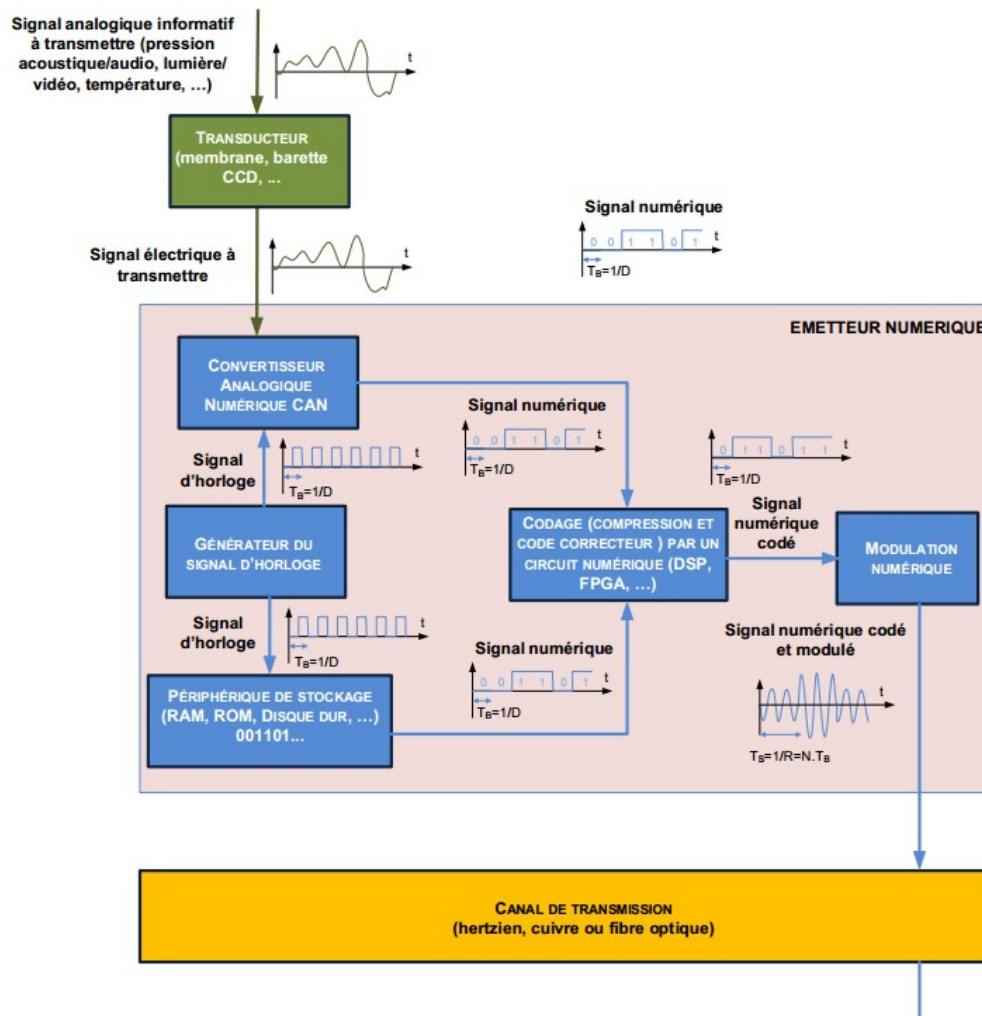 Signal analogique informatif
à transmettre (pression
acoustique/audio, lumière/
vidéo, température, …)
t
TRANSDUCTEUR
(membrane, barette
CCD, ...
Signal électrique à
transmettre
t
Signal numérique
t
0 0 1 1 0 1
TB=1/D
EMETTEUR NUMERIQUE
CONVERTISSEUR
ANALOGIQUE
NUMÉRIQUE CAN
Signal numérique
t
0 0 1 1 0 1
TB=1/D
Signal
d'horloge
t
TB=1/D
t
0 1 1 0 1 1
TB=1/D
GÉNÉRATEUR DU
SIGNAL D'HORLOGE
CODAGE (COMPRESSION ET
CODE CORRECTEUR ) PAR UN
CIRCUIT NUMÉRIQUE (DSP,
FPGA, …)
Signal
numérique
codé
MODULATION
NUMÉRIQUE
Signal
d'horloge
t
TB=1/D
Signal numérique
t
0 0 1 1 0 1
TB=1/D
Signal numérique codé
et modulé
t
TS=1/R=N.TB
PÉRIPHÉRIQUE DE STOCKAGE
(RAM, ROM, DISQUE DUR, …)
001101...
CANAL DE TRANSMISSION
(hertzien, cuivre ou fibre optique)